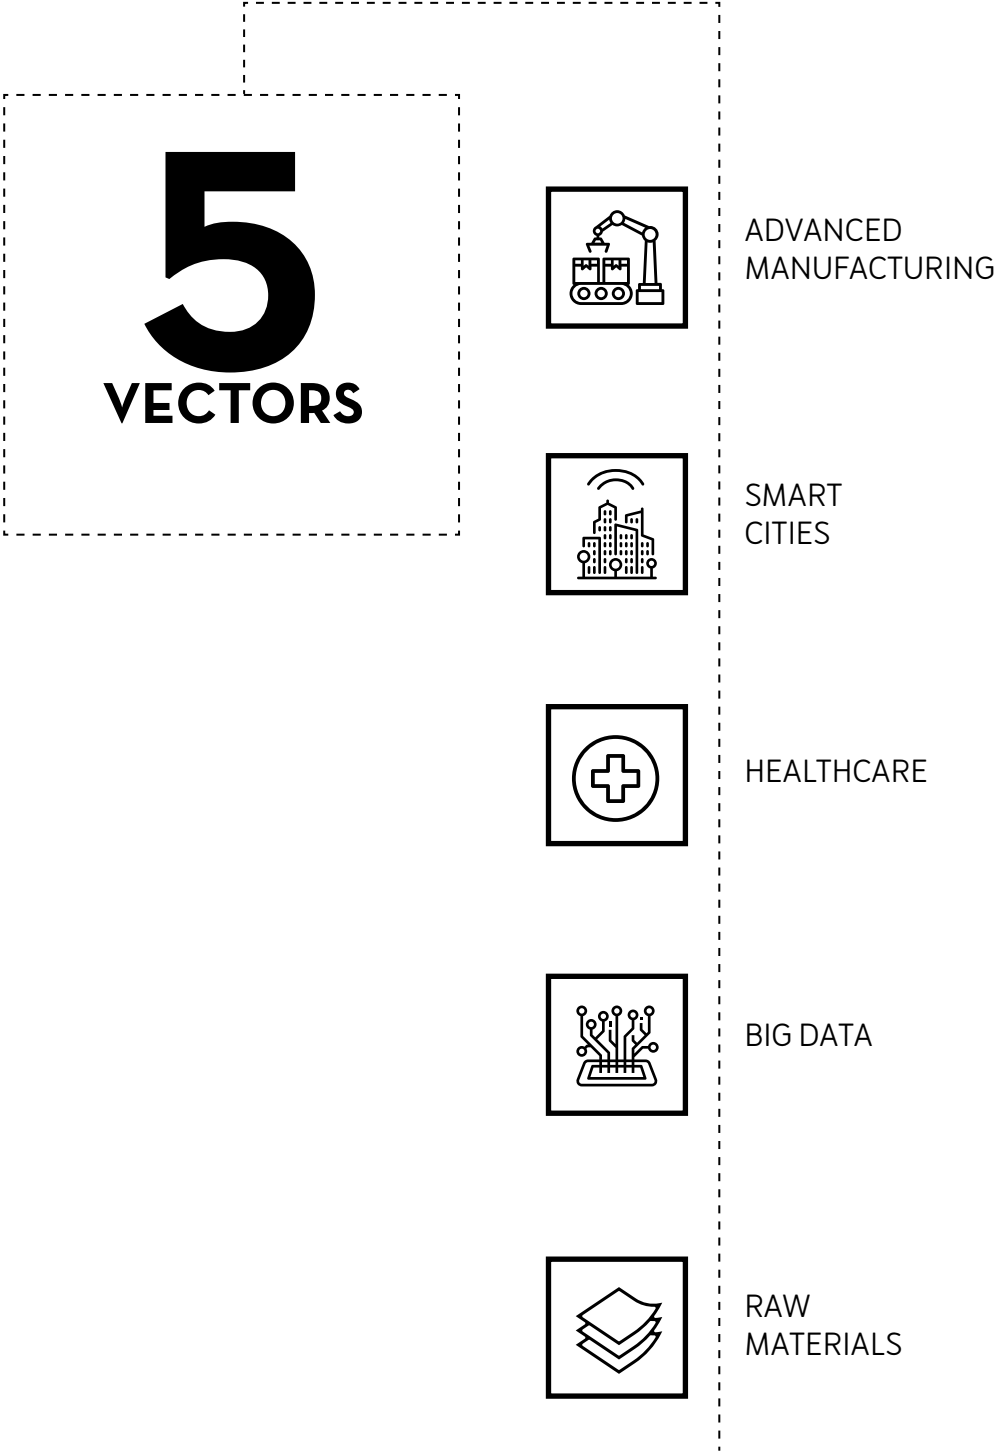 5
VECTORS
ADVANCED
MANUFACTURING
SMART
CITIES
HEALTHCARE
BIG DATA
RAW
MATERIALS